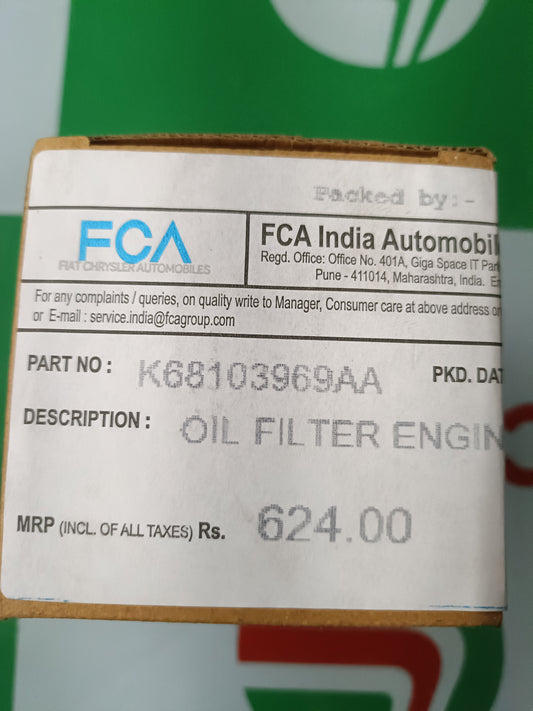 Packed by:-
FCA
FIAT CHRYSLER AUTOMOBILES
FCA India Automobil
Regd. Office: Office No. 401A, Giga Space IT Par
Pune - 411014, Maharashtra, India. E
For any complaints / queries, on quality write to Manager, Consumer care at above address or
or E-mail : service.india@fcagroup.com
PART NO : K68103969AA PKD. DAT
DESCRIPTION : OIL FILTER ENGIN
MRP (INCL. OF ALL TAXES) Rs. 624.00